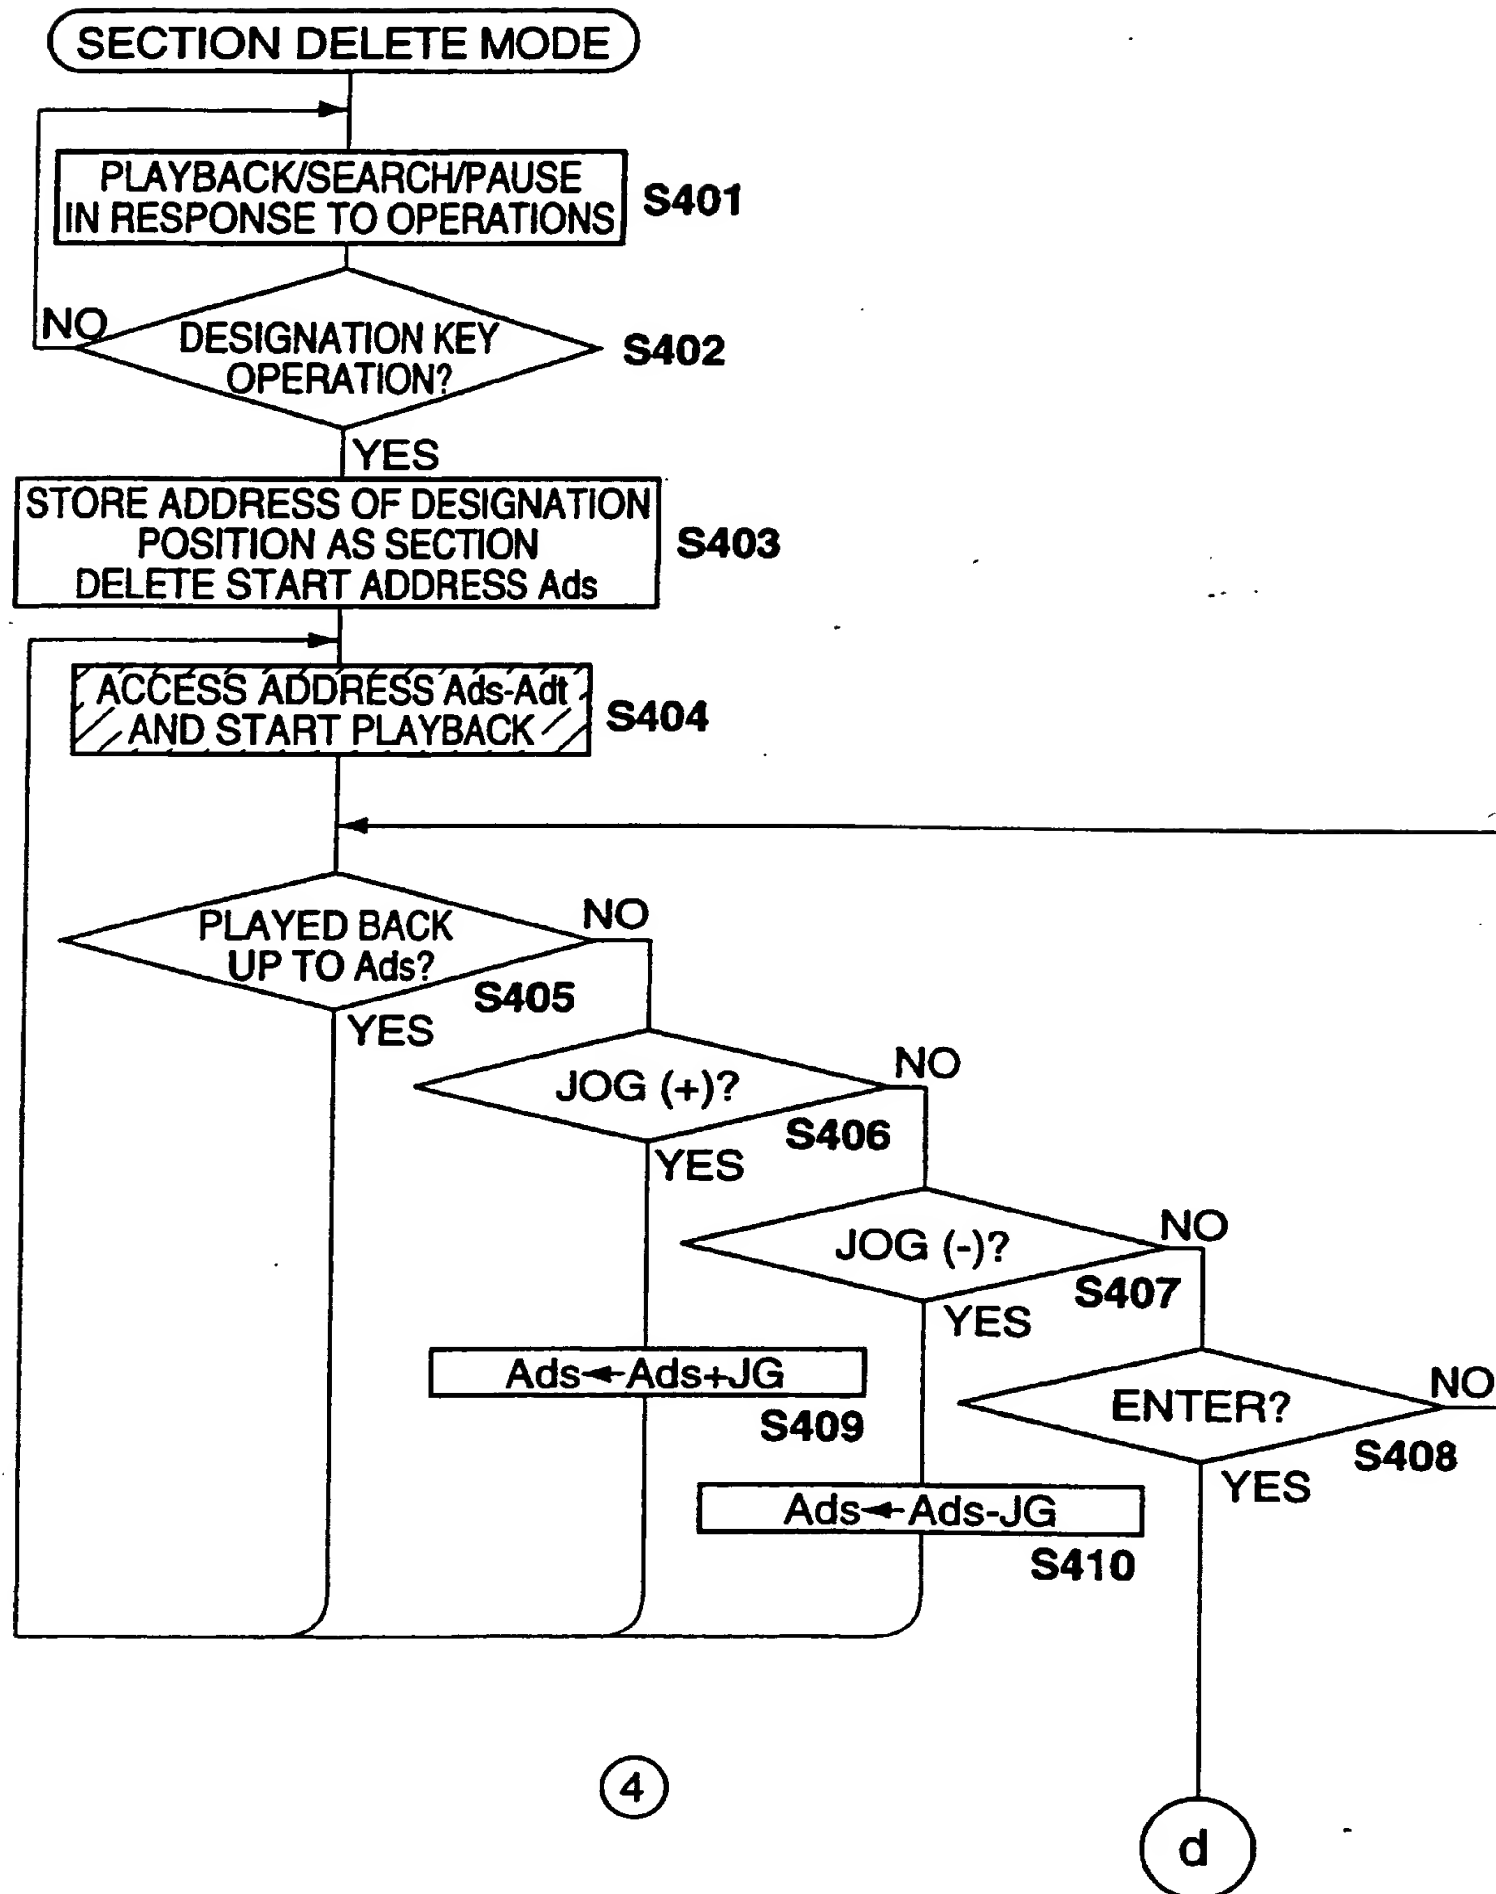 SECTION DELETE MODE
PLAYBACK/SEARCH/PAUSE
IN RESPONSE TO OPERATIONS
S401
NO
DESIGNATION KEY
OPERATION?
S402
YES
STORE ADDRESS OF DESIGNATION
POSITION AS SECTION
DELETE START ADDRESS Ads
S403
ACCESS ADDRESS Ads-Adt
AND START PLAYBACK
S404
PLAYED BACK
UP TO Ads?
NO
S405
YES
JOG (+)?
NO
S406
YES
JOG (-)?
NO
S407
YES
Ads←Ads+JG
S409
ENTER?
NO
S408
YES
Ads←Ads-JG
S410
4
d